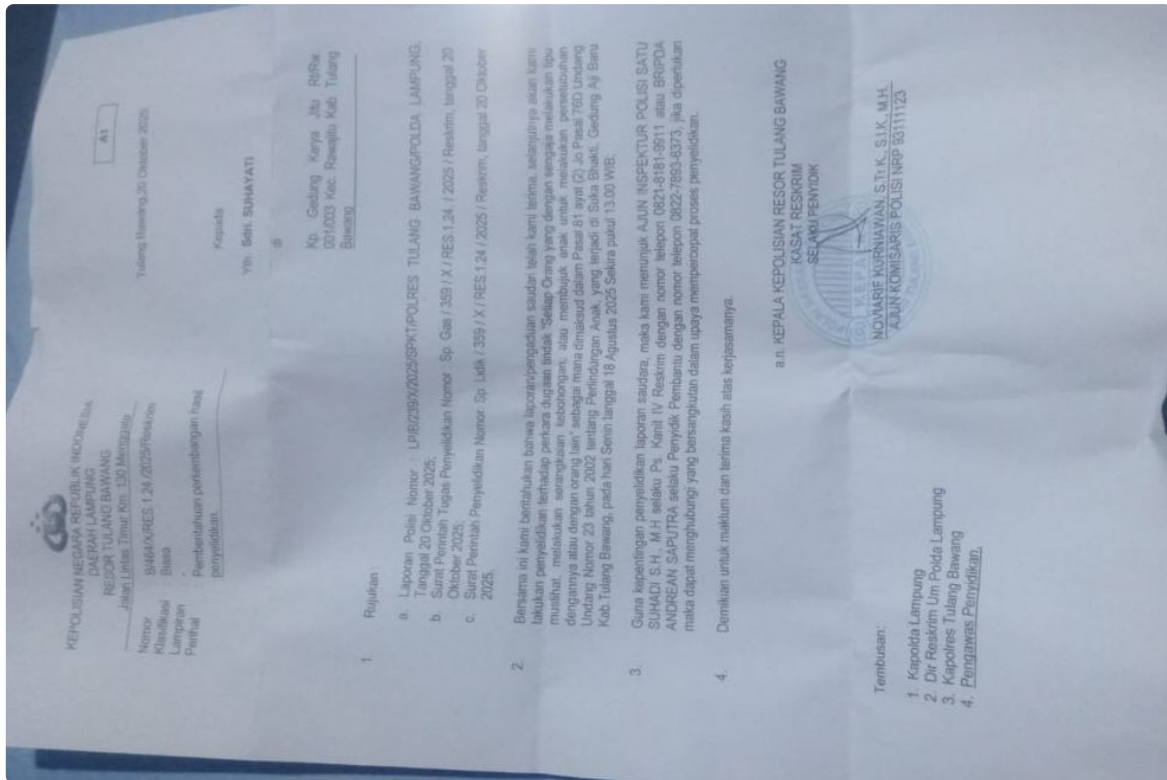 KEPOLISIAN NEGARA REPUBLIK INDONESIA
DAERAH LAMPUNG
RESOR TULANG BAWANG
Jalan Lintas Timur Km. 130 Menggala
A1
Tulang Bawang,20 Oktober 2025
Nomor : B/464/X/RES.1.24./2025/Reskrim
Klasifikasi : Biasa
Lampiran : -
Perihal : Pemberitahuan perkembangan hasil
penyelidikan.
Kepada
Yth. Sdri. SUHAYATI
di
Kp. Gedung Karya Jitu Rt/Rw.
001/003 Kec. Rawajitu Kab Tulang
Bawang
1. Rujukan :
a. Laporan Polisi Nomor : LP/B/239/X/2025/SPKT/POLRES TULANG BAWANG/POLDA LAMPUNG,
Tanggal 20 Oktober 2025;
b. Surat Perintah Tugas Penyelidikan Nomor : Sp. Gas / 359 / X / RES.1.24. / 2025 / Reskrim, tanggal 20
Oktober 2025;
c. Surat Perintah Penyelidikan Nomor: Sp. Lidik / 359 / X / RES.1.24 / 2025 / Reskrim, tanggal 20 Oktober
2025.
2. Bersama ini kami beritahukan bahwa laporan/pengaduan saudari telah kami terima, selanjutnya akan kami
lakukan penyelidikan terhadap perkara dugaan tindak "Setiap Orang yang dengan sengaja melakukan tipu
muslihat, melakukan serangkaian kebohongan, atau membujuk anak untuk melakukan persetubuhan
dengannya atau dengan orang lain" sebagai mana dimaksud dalam Pasal 81 ayat (2) Jo Pasal 76D Undang
Undang Nomor 23 tahun 2002 tentang Perlindungan Anak, yang terjadi di Suka Bhakti, Gedung Aji Baru
Kab Tulang Bawang, pada hari Senin tanggal 18 Agustus 2025 Sekira pukul 13.00 WIB;
3. Guna kepentingan penyelidikan laporan saudara, maka kami menunjuk AJUN INSPEKTUR POLISI SATU
SUHADI S.H., M.H selaku Ps. Kanit IV Reskrim dengan nomor telepon 0821-8181-9911 atau BRIPDA
ANDREAN SAPUTRA selaku Penyidik Pembantu dengan nomor telepon 0822-7893-6373, jika diperlukan
maka dapat menghubungi yang bersangkutan dalam upaya mempercepat proses penyelidikan.
4. Demikian untuk maklum dan terima kasih atas kerjasamanya.
a.n. KEPALA KEPOLISIAN RESOR TULANG BAWANG
KASAT RESKRIM
SELAKU PENYIDIK
NOVIARIF KURNIAWAN, S.Tr.K., S.I.K., M.H.
AJUN KOMISARIS POLISI NRP 93111123
Tembusan:
1. Kapolda Lampung
2. Dir Reskrim Um Polda Lampung
3. Kapolres Tulang Bawang
4. Pengawas Penyidikan.